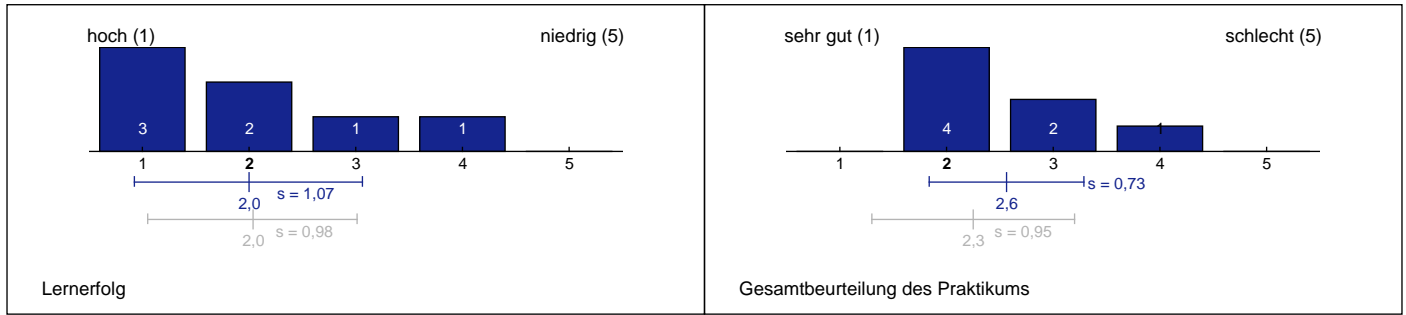 hoch (1) niedrig (5)
3 2 1 1
1 2 3 4 5
s = 1,07
2,0
s = 0,98
2,0
Lernerfolg
sehr gut (1) schlecht (5)
4 2 1
1 2 3 4 5
s = 0,73
2,6
s = 0,95
2,3
Gesamtbeurteilung des Praktikums